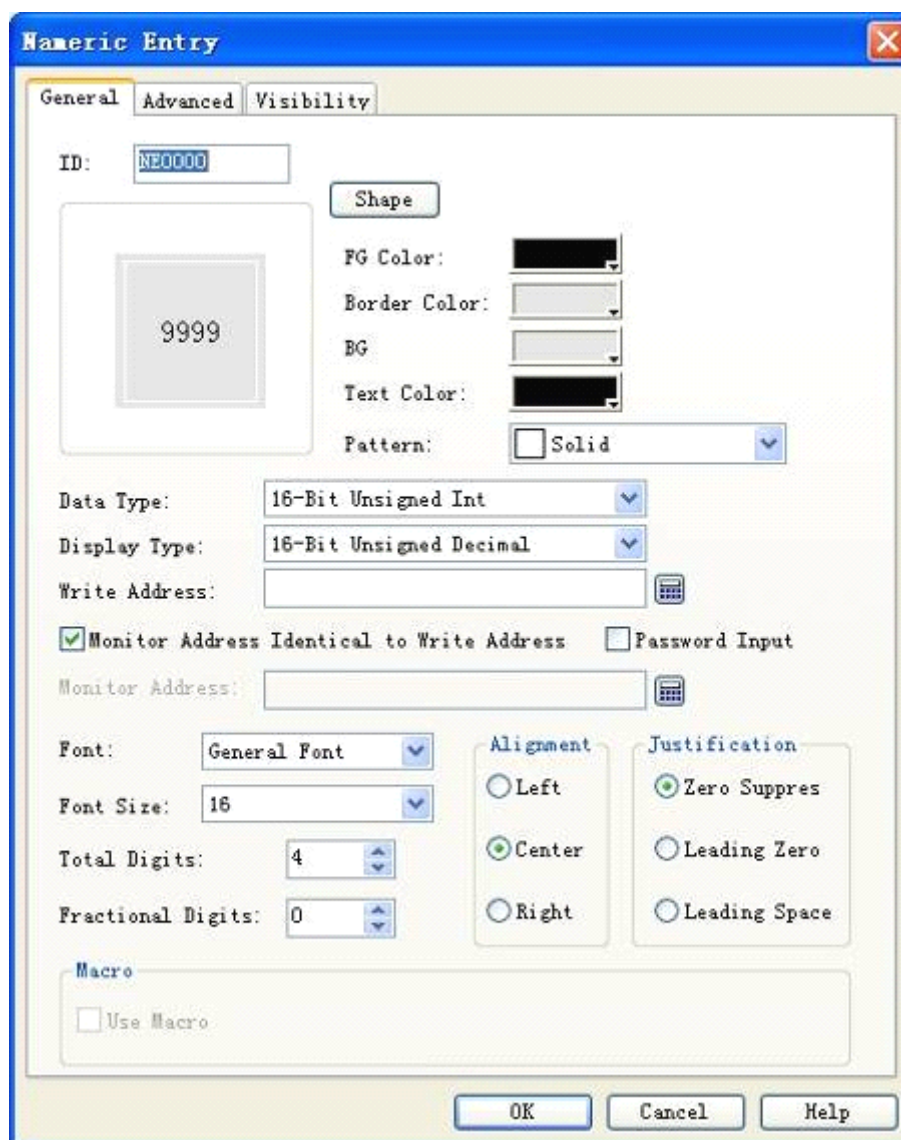 Nameric Entry
General Advanced Visibility
ID: NE0000
Shape
FG Color:
Border Color:
9999
BG
Text Color:
Pattern: Solid
Data Type: 16-Bit Unsigned Int
Display Type: 16-Bit Unsigned Decimal
Write Address:
Monitor Address Identical to Write Address Password Input
Monitor Address:
Font: General Font
Alignment
Justification
Left
Zero Suppres
Font Size: 16
Total Digits: 4
Center
Leading Zero
Fractional Digits: 0
Right
Leading Space
Macro
Use Macro
OK Cancel Help